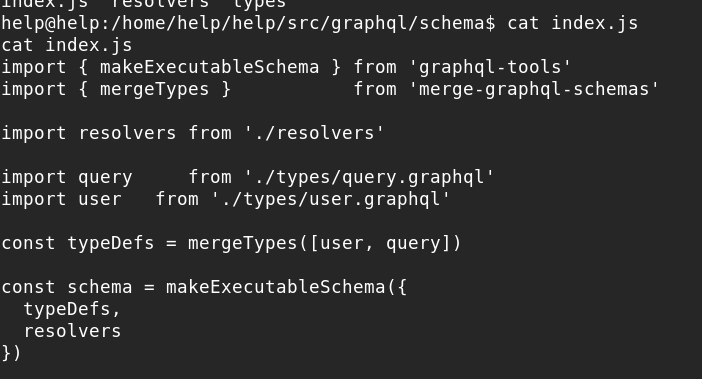 index.js  resolvers  types
help@help:/home/help/help/src/graphql/schema$ cat index.js
cat index.js
import { makeExecutableSchema } from 'graphql-tools'
import { mergeTypes }           from 'merge-graphql-schemas'

import resolvers from './resolvers'

import query     from './types/query.graphql'
import user   from './types/user.graphql'

const typeDefs = mergeTypes([user, query])

const schema = makeExecutableSchema({
  typeDefs,
  resolvers
})